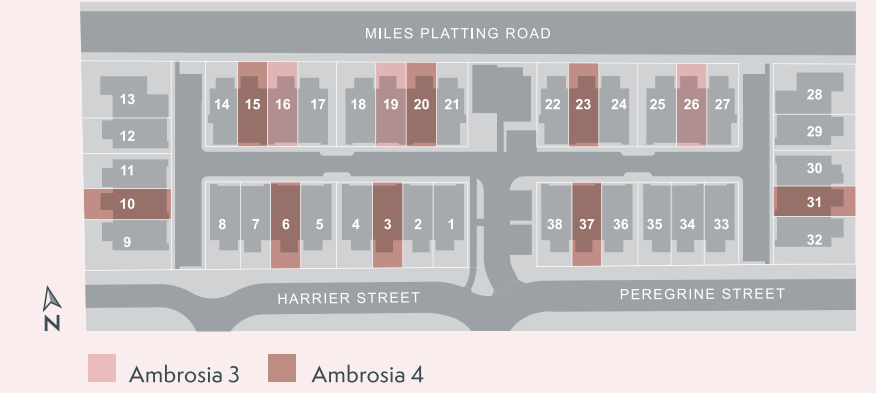 MILES PLATTING ROAD
13 14 15 16 17 18 19 20 21 22 23 24 25 26 27 28
12 29
11 30
10 31
9 8 7 6 5 4 3 2 1 38 37 36 35 34 33 32
HARRIER STREET PEREGRINE STREET
N
Ambrosia 3 Ambrosia 4